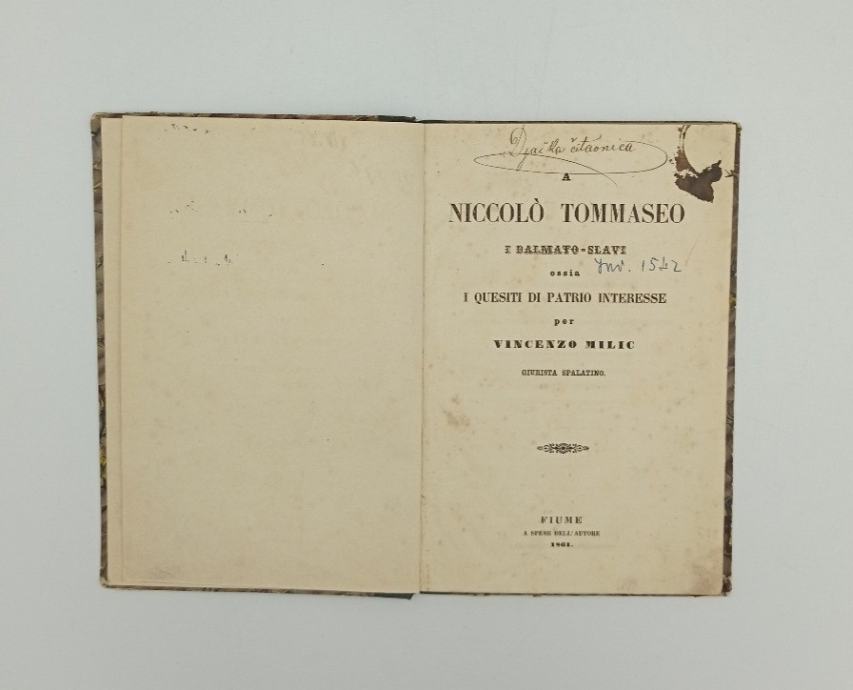 Djačka čitaonica
A
NICCOLÒ TOMMASEO
I DALMATO-SLAVI
Inv. 1542
ossia
I QUESITI DI PATRIO INTERESSE
per
VINCENZO MILIC
GIURISTA SPALATINO.
FIUME
A SPESE DELL'AUTORE
1861.